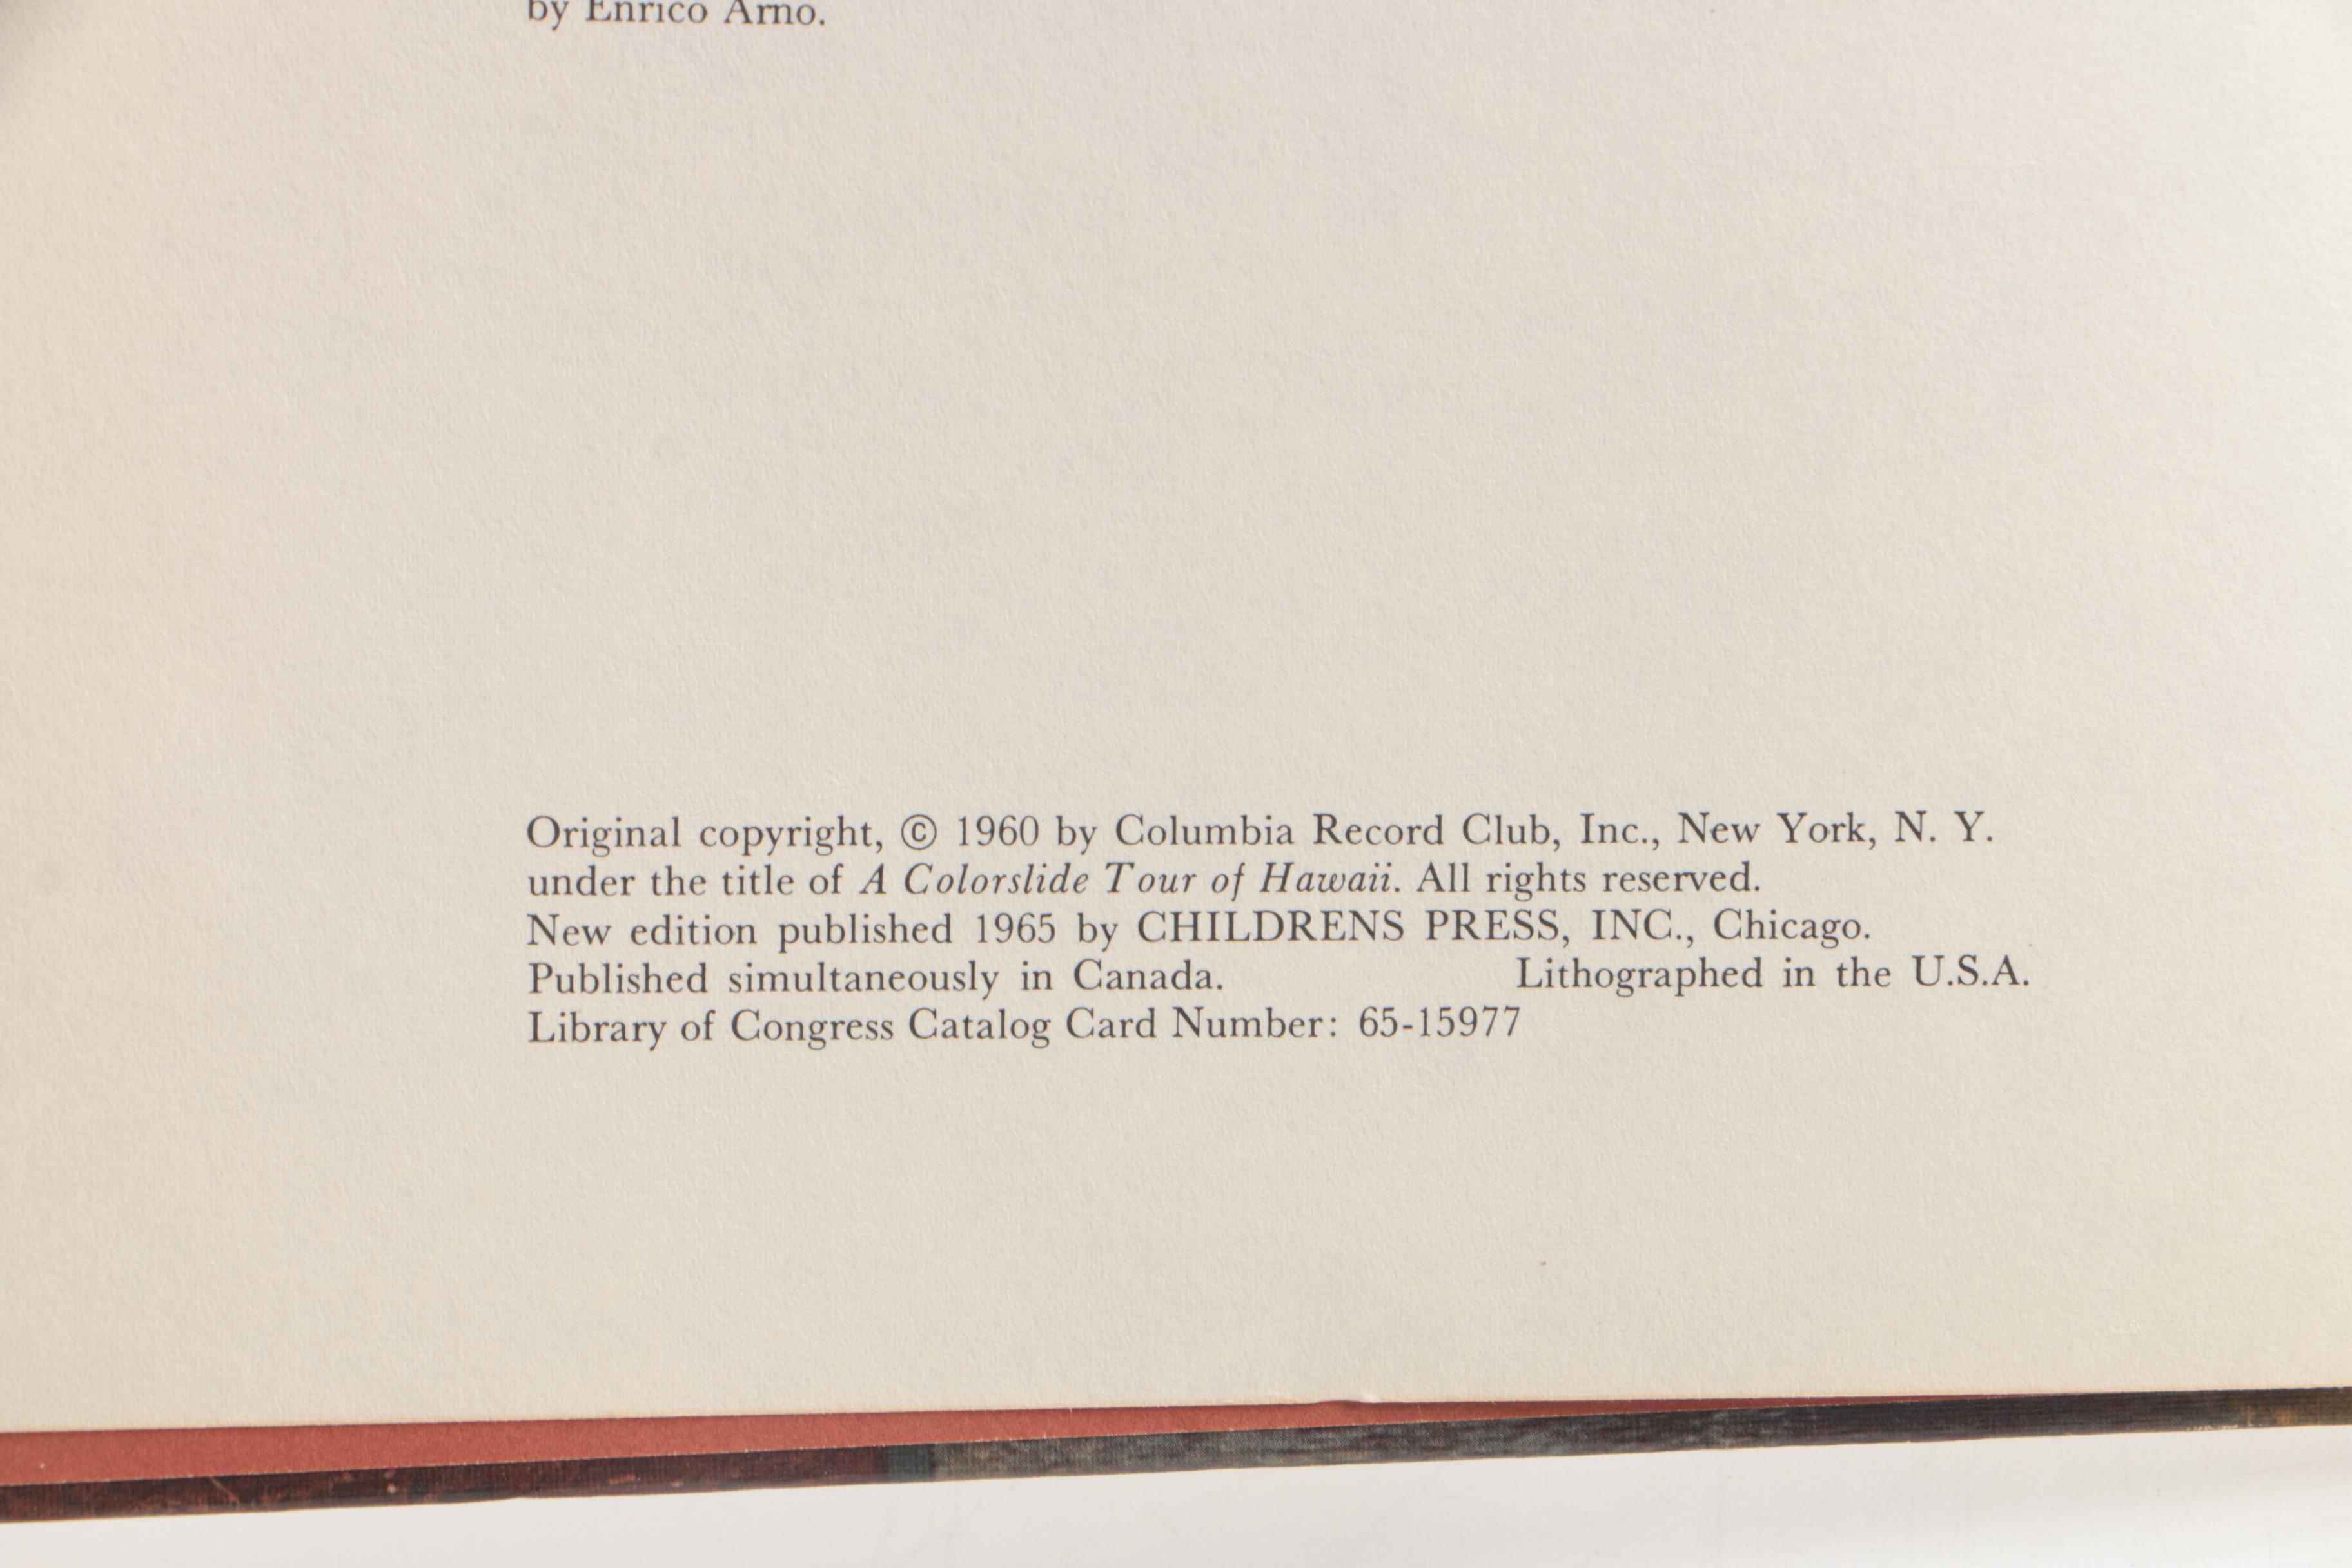 by Enrico Arno.
Original copyright, © 1960 by Columbia Record Club, Inc., New York, N. Y.
under the title of A Colorslide Tour of Hawaii. All rights reserved.
New edition published 1965 by CHILDRENS PRESS, INC., Chicago.
Published simultaneously in Canada. Lithographed in the U.S.A.
Library of Congress Catalog Card Number: 65-15977